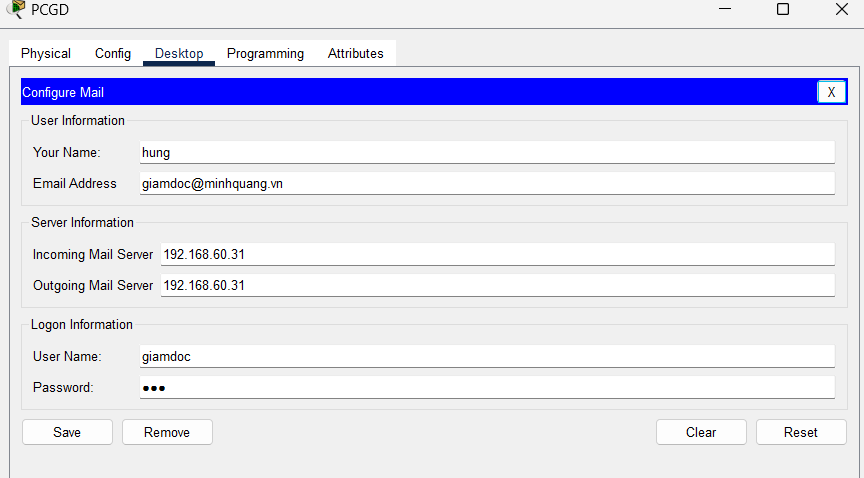 PCGD
Physical Config Desktop Programming Attributes
Configure Mail X
User Information
Your Name: hung
Email Address giamdoc@minhquang.vn
Server Information
Incoming Mail Server 192.168.60.31
Outgoing Mail Server 192.168.60.31
Logon Information
User Name: giamdoc
Password: •••
Save Remove Clear Reset